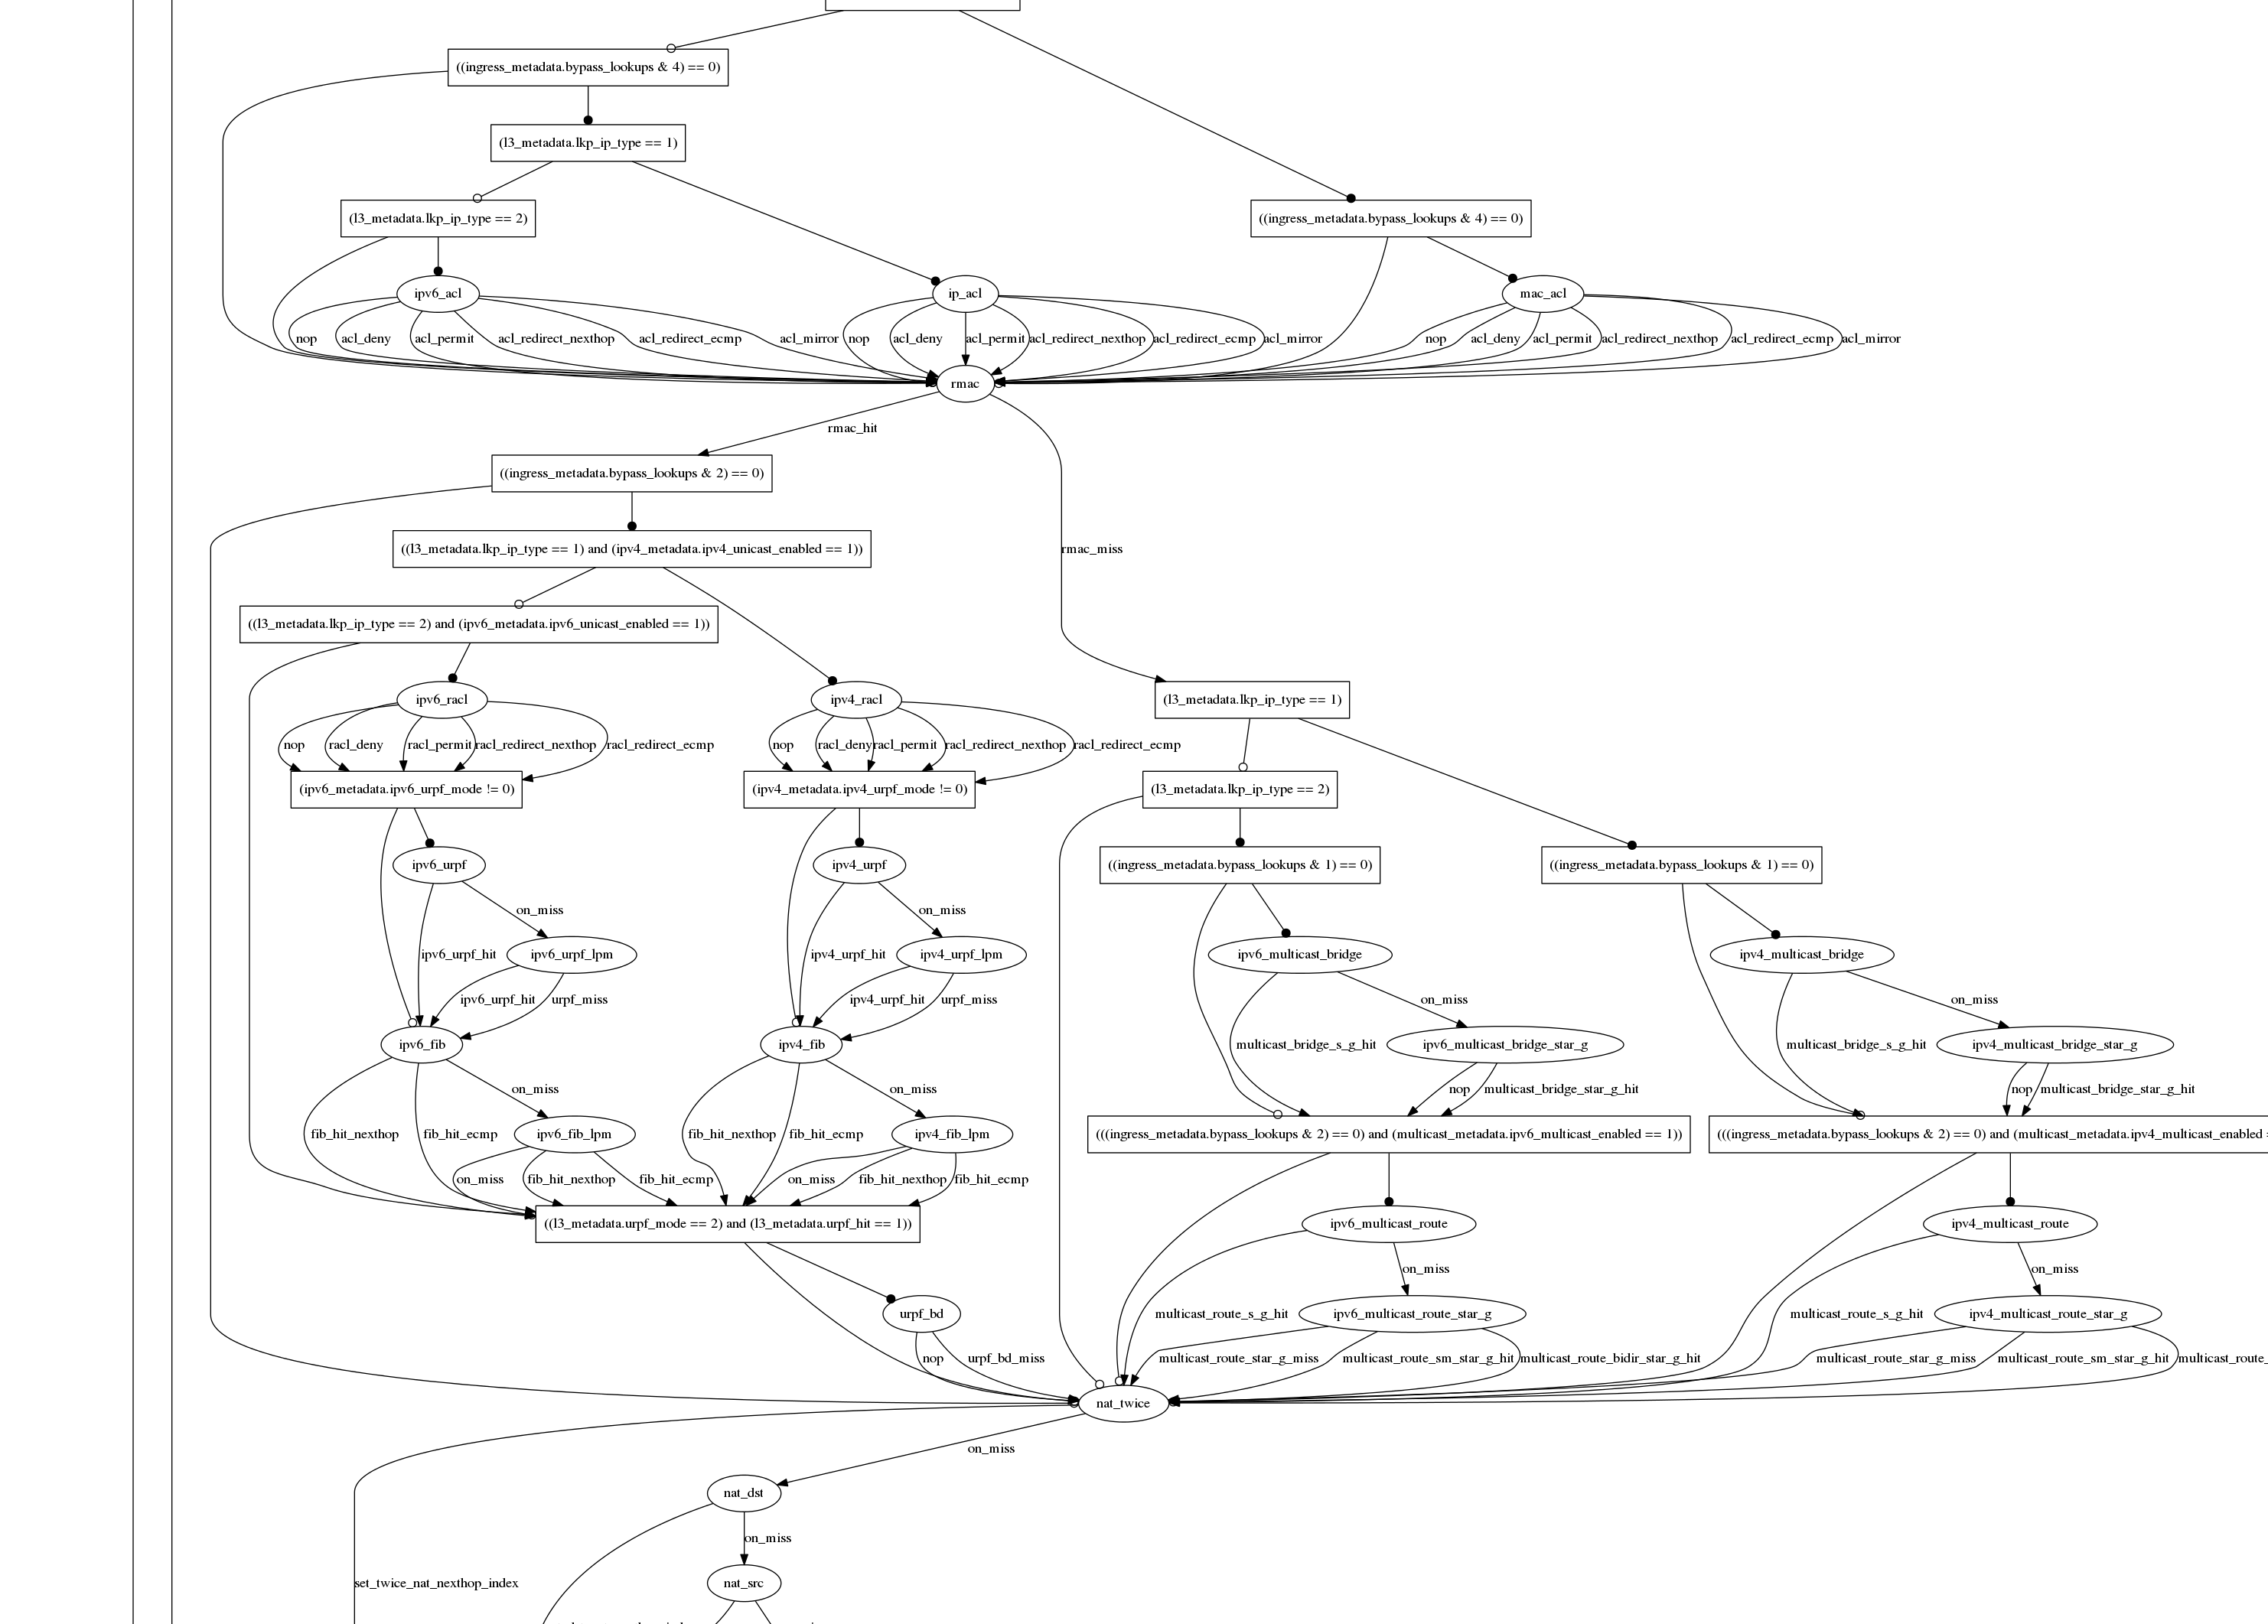 ((ingress_metadata.bypass_lookups & 4) == 0)
(l3_metadata.lkp_ip_type == 1)
(l3_metadata.lkp_ip_type == 2)
((ingress_metadata.bypass_lookups & 4) == 0)
ipv6_acl
ip_acl
mac_acl
nop
acl_deny
acl_permit
acl_redirect_nexthop
acl_redirect_ecmp
acl_mirror
nop
acl_deny
acl_permit
acl_redirect_nexthop
acl_redirect_ecmp
acl_mirror
nop
acl_deny
acl_permit
acl_redirect_nexthop
acl_redirect_ecmp
acl_mirror
rmac
rmac_hit
((ingress_metadata.bypass_lookups & 2) == 0)
((l3_metadata.lkp_ip_type == 1) and (ipv4_metadata.ipv4_unicast_enabled == 1))
rmac_miss
((l3_metadata.lkp_ip_type == 2) and (ipv6_metadata.ipv6_unicast_enabled == 1))
ipv6_racl
ipv4_racl
(l3_metadata.lkp_ip_type == 1)
nop
racl_deny
racl_permit
racl_redirect_nexthop
racl_redirect_ecmp
nop
racl_deny
racl_permit
racl_redirect_nexthop
racl_redirect_ecmp
(ipv6_metadata.ipv6_urpf_mode != 0)
(ipv4_metadata.ipv4_urpf_mode != 0)
(l3_metadata.lkp_ip_type == 2)
ipv6_urpf
ipv4_urpf
((ingress_metadata.bypass_lookups & 1) == 0)
((ingress_metadata.bypass_lookups & 1) == 0)
on_miss
on_miss
ipv6_urpf_hit
ipv6_urpf_lpm
ipv4_urpf_hit
ipv4_urpf_lpm
ipv6_multicast_bridge
ipv4_multicast_bridge
ipv6_urpf_hit
urpf_miss
ipv4_urpf_hit
urpf_miss
on_miss
on_miss
ipv6_fib
ipv4_fib
multicast_bridge_s_g_hit
ipv6_multicast_bridge_star_g
multicast_bridge_s_g_hit
ipv4_multicast_bridge_star_g
on_miss
on_miss
nop
multicast_bridge_star_g_hit
nop
multicast_bridge_star_g_hit
fib_hit_nexthop
fib_hit_ecmp
ipv6_fib_lpm
fib_hit_nexthop
fib_hit_ecmp
ipv4_fib_lpm
(((ingress_metadata.bypass_lookups & 2) == 0) and (multicast_metadata.ipv6_multicast_enabled == 1))
(((ingress_metadata.bypass_lookups & 2) == 0) and (multicast_metadata.ipv4_multicast_enabled
on_miss
fib_hit_nexthop
fib_hit_ecmp
on_miss
fib_hit_nexthop
fib_hit_ecmp
((l3_metadata.urpf_mode == 2) and (l3_metadata.urpf_hit == 1))
ipv6_multicast_route
ipv4_multicast_route
on_miss
on_miss
urpf_bd
multicast_route_s_g_hit
ipv6_multicast_route_star_g
multicast_route_s_g_hit
ipv4_multicast_route_star_g
nop
urpf_bd_miss
multicast_route_star_g_miss
multicast_route_sm_star_g_hit
multicast_route_bidir_star_g_hit
multicast_route_star_g_miss
multicast_route_sm_star_g_hit
multicast_route_
nat_twice
on_miss
nat_dst
on_miss
set_twice_nat_nexthop_index
nat_src